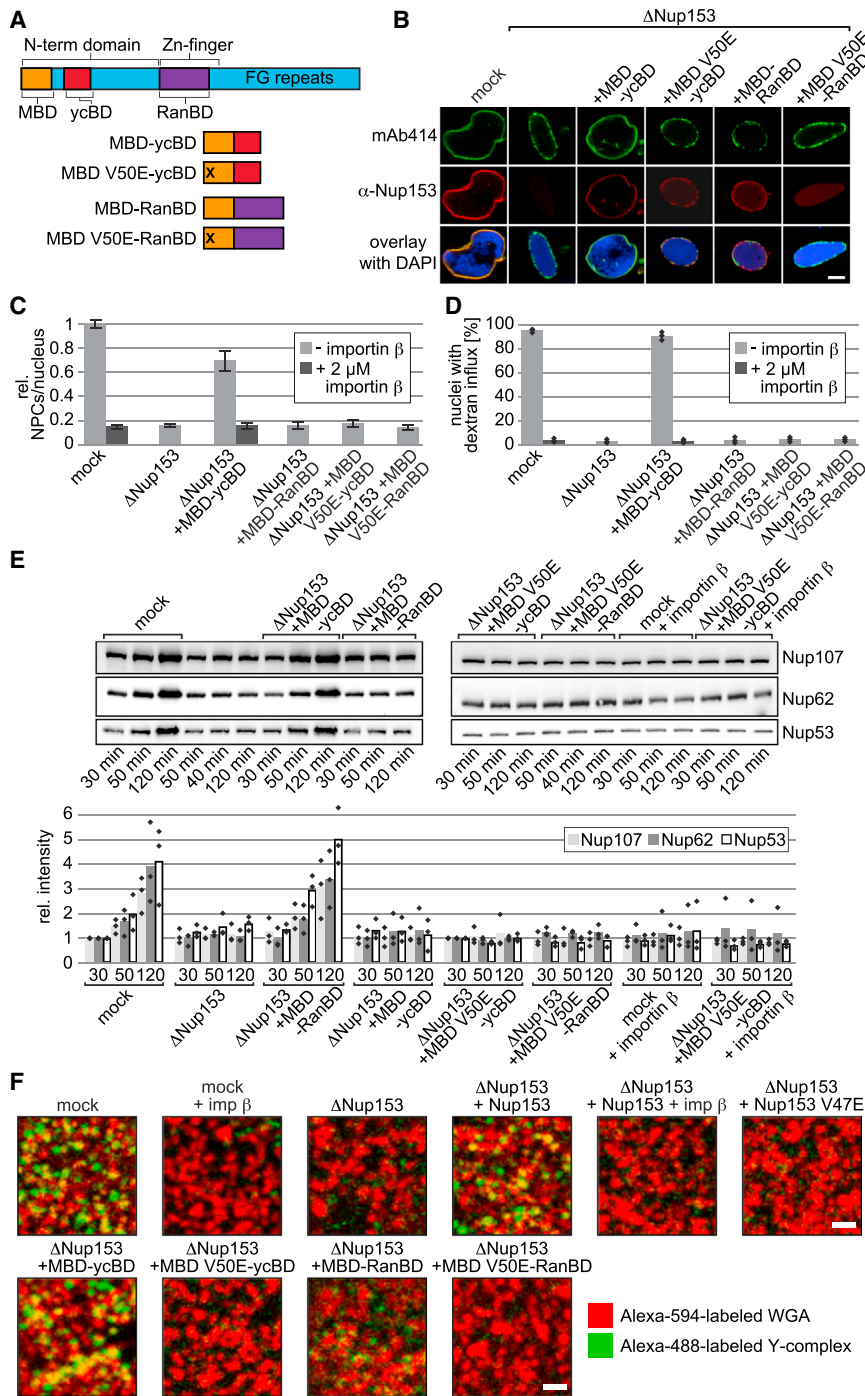 A
N-term domain
Zn-finger
FG repeats
MBD
ycBD
RanBD
MBD-ycBD
MBD V50E-ycBD
X
MBD-RanBD
MBD V50E-RanBD
X
B
ΔNup153
mock
+MBD
-ycBD
+MBD V50E
-ycBD
+MBD-
RanBD
+MBD V50E
-RanBD
mAb414
α-Nup153
overlay
with DAPI
C
rel.
NPCs/nucleus
1
0.8
0.6
0.4
0.2
0
- importin β
+ 2 µM
importin β
mock
ΔNup153
ΔNup153
+MBD-ycBD
ΔNup153
+MBD-RanBD
ΔNup153 +MBD
V50E-ycBD
ΔNup153 +MBD
V50E-RanBD
D
nuclei with
dextran influx [%]
100
80
60
40
20
0
- importin β
+ 2 µM
importin β
mock
ΔNup153
ΔNup153
+MBD-ycBD
ΔNup153
+MBD-RanBD
ΔNup153 +MBD
V50E-ycBD
ΔNup153 +MBD
V50E-RanBD
E
mock
ΔNup153
+MBD
-ycBD
ΔNup153
+MBD
-RanBD
ΔNup153
+MBD V50E
-ycBD
ΔNup153
+MBD V50E
-RanBD
mock
+ importin β
ΔNup153
+MBD V50E
-ycBD
+ importin β
Nup107
Nup62
Nup53
30 min
50 min
120 min
50 min
40 min
120 min
30 min
50 min
120 min
30 min
50 min
120 min
30 min
50 min
120 min
30 min
50 min
120 min
30 min
50 min
120 min
30 min
50 min
120 min
rel. intensity
6
5
4
3
2
1
0
Nup107
Nup62
Nup53
30 50 120
30 50 120
30 50 120
30 50 120
30 50 120
30 50 120
30 50 120
30 50 120
mock
ΔNup153
ΔNup153
+MBD
-RanBD
ΔNup153
+MBD
-ycBD
ΔNup153
+MBD V50E
-ycBD
ΔNup153
+MBD V50E
-RanBD
mock
+ importin β
ΔNup153
+MBD V50E
-ycBD
+ importin β
F
mock
mock
+ imp β
ΔNup153
ΔNup153
+ Nup153
ΔNup153
+ Nup153 + imp β
ΔNup153
+ Nup153 V47E
ΔNup153
+MBD-ycBD
ΔNup153
+MBD V50E-ycBD
ΔNup153
+MBD-RanBD
ΔNup153
+MBD V50E-RanBD
Alexa-594-labeled WGA
Alexa-488-labeled Y-complex